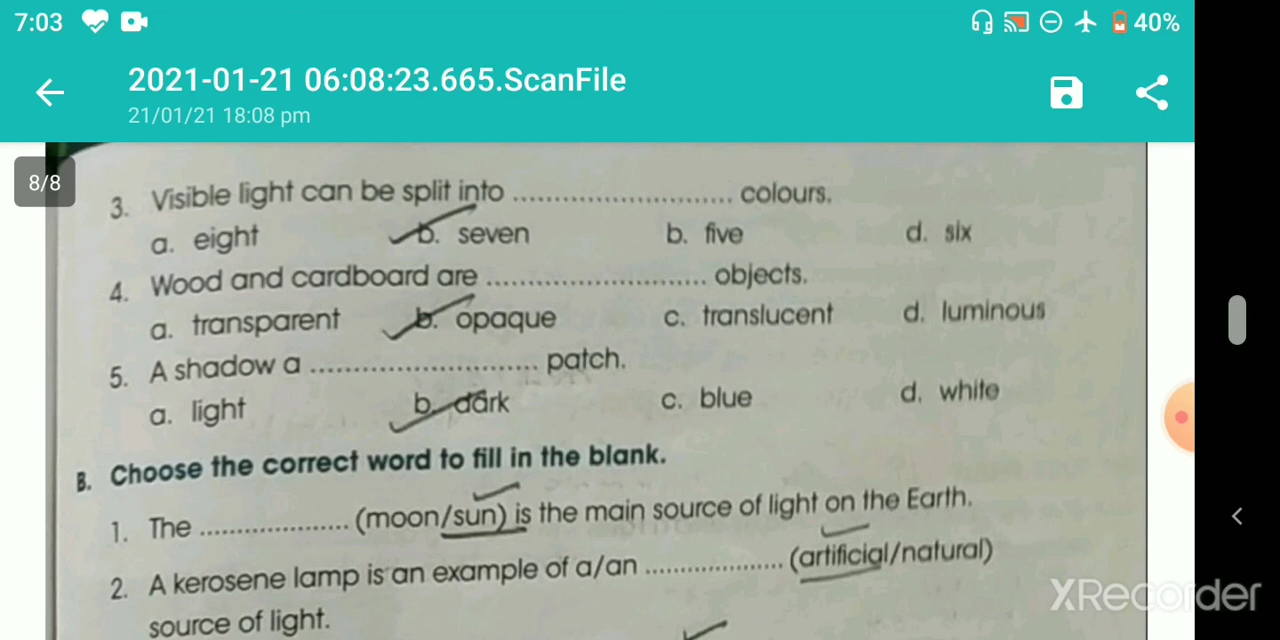 7:03 40%
2021-01-21 06:08:23.665.ScanFile
21/01/21 18:08 pm
8/8
3. Visible light can be split into ........................... colours.
a. eight b. seven b. five d. six
4. Wood and cardboard are ........................... objects.
a. transparent b. opaque c. translucent d. luminous
5. A shadow a ........................... patch.
a. light b. dark c. blue d. white
B. Choose the correct word to fill in the blank.
1. The .................. (moon/sun) is the main source of light on the Earth.
2. A kerosene lamp is an example of a/an .................. (artificial/natural)
source of light.
XRecorder